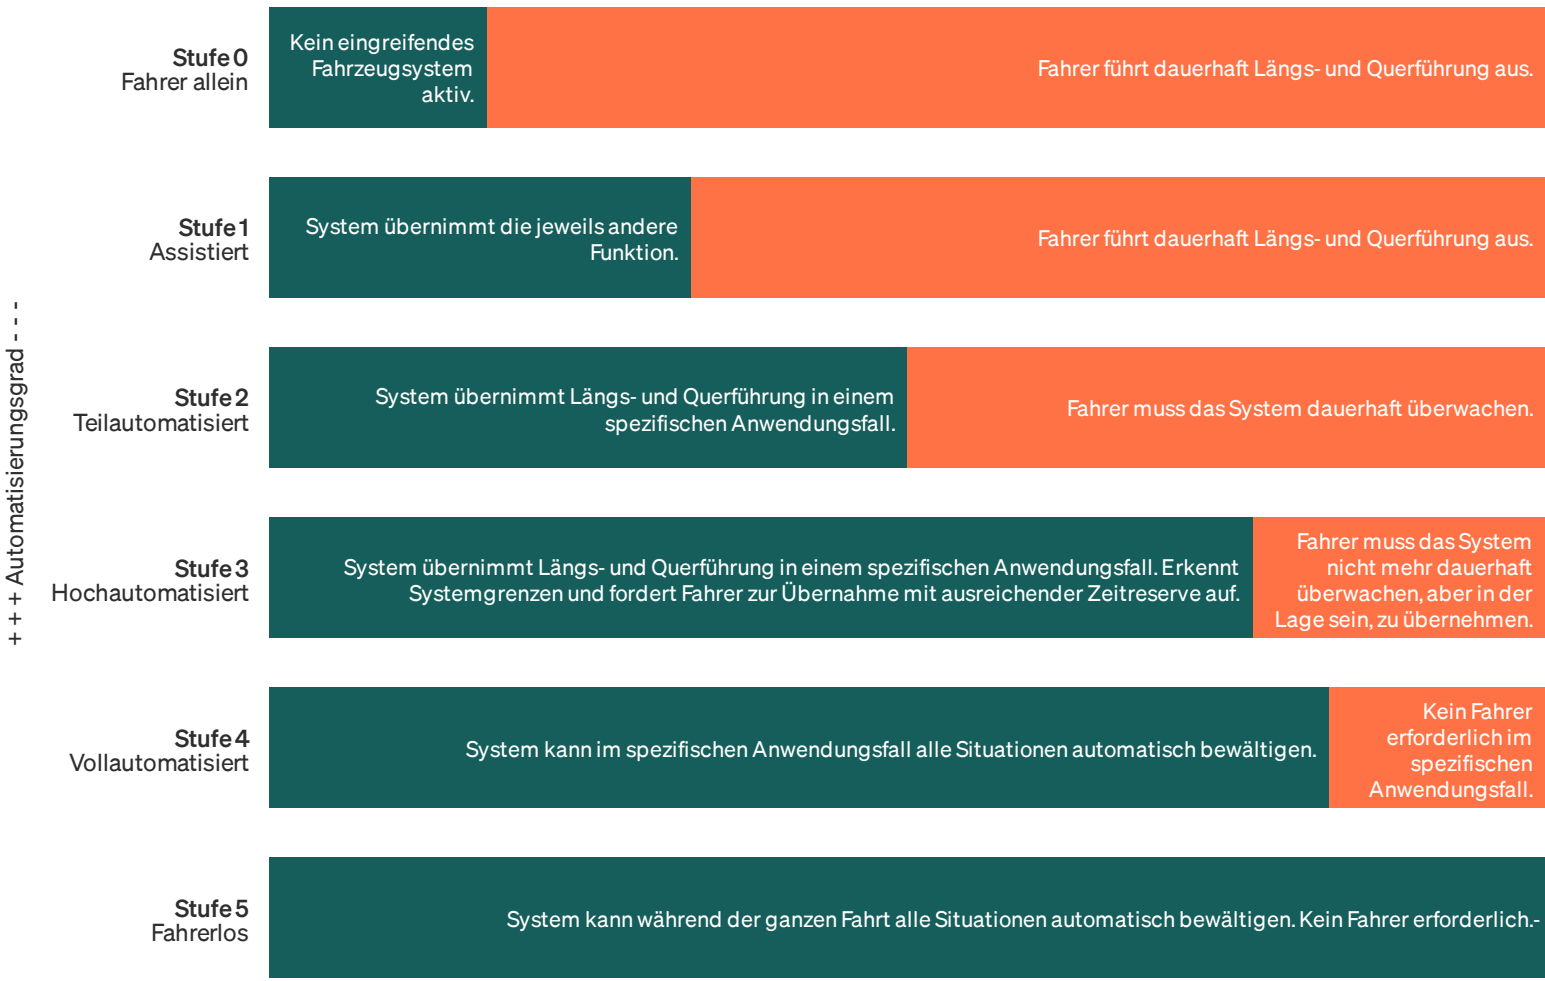 Stufe 0
Fahrer allein
Kein eingreifendes
Fahrzeugsystem
aktiv.
Fahrer führt dauerhaft Längs- und Querführung aus.
Stufe 1
Assistiert
System übernimmt die jeweils andere
Funktion.
Fahrer führt dauerhaft Längs- und Querführung aus.
+ + + Automatisierungsgrad - - -
Stufe 2
Teilautomatisiert
System übernimmt Längs- und Querführung in einem
spezifischen Anwendungsfall.
Fahrer muss das System dauerhaft überwachen.
Stufe 3
Hochautomatisiert
System übernimmt Längs- und Querführung in einem spezifischen Anwendungsfall. Erkennt
Systemgrenzen und fordert Fahrer zur Übernahme mit ausreichender Zeitreserve auf.
Fahrer muss das System
nicht mehr dauerhaft
überwachen, aber in der
Lage sein, zu übernehmen.
Stufe 4
Vollautomatisiert
System kann im spezifischen Anwendungsfall alle Situationen automatisch bewältigen.
Kein Fahrer
erforderlich im
spezifischen
Anwendungsfall.
Stufe 5
Fahrerlos
System kann während der ganzen Fahrt alle Situationen automatisch bewältigen. Kein Fahrer erforderlich.-